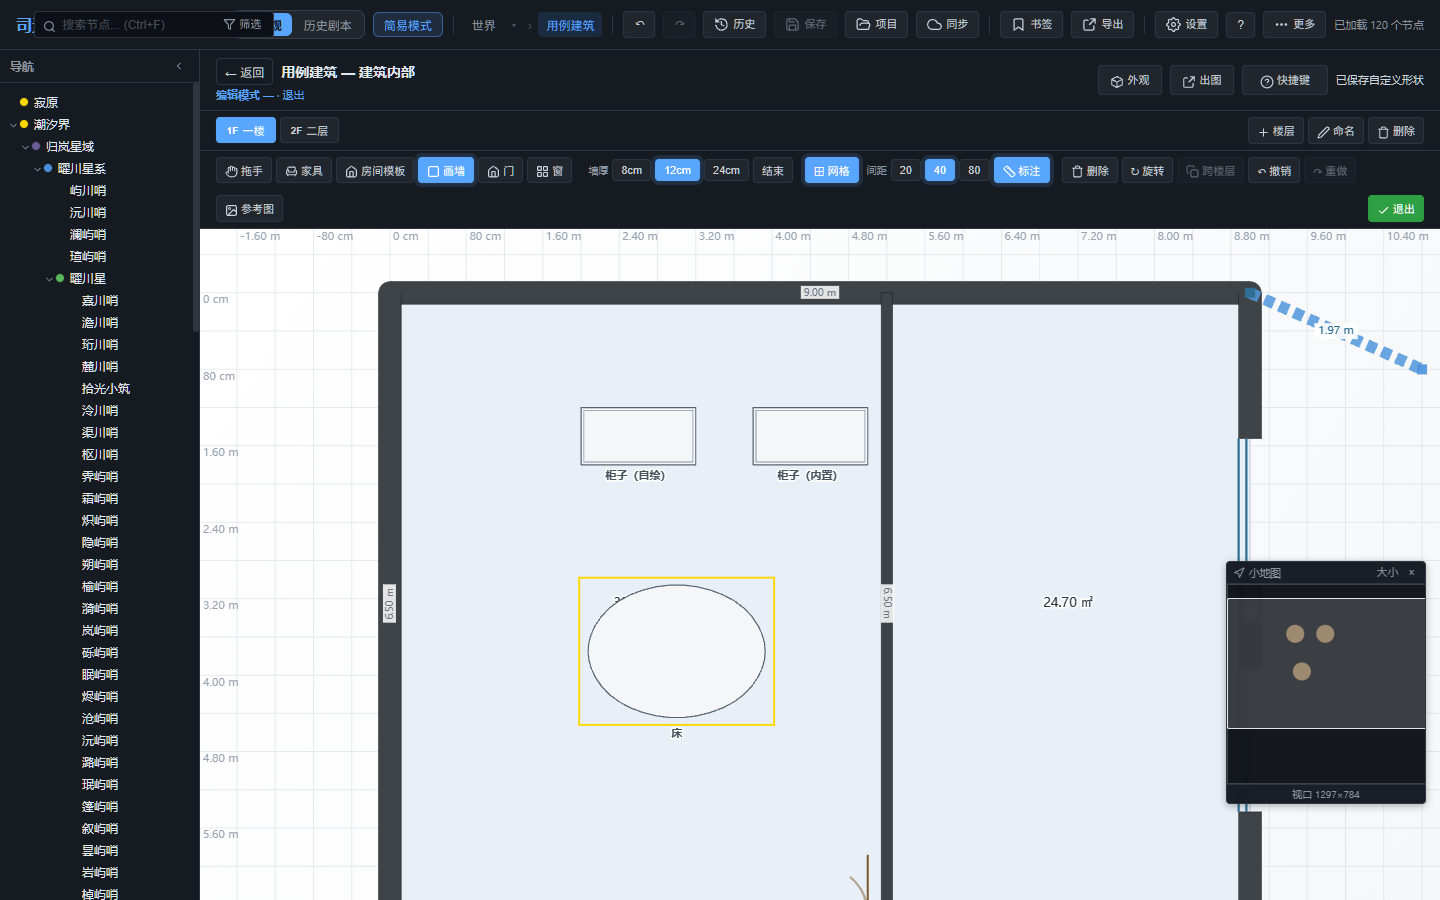 司 搜索节点... (Ctrl+F) 筛选 历史剧本 简易模式 世界 › 用例建筑 历史 保存 项目 同步 书签 导出 设置 ? 更多 已加载 120 个节点
导航
寂原
潮汐界
归岚星域
曜川星系
屿川哨
沅川哨
澜屿哨
瑄屿哨
曜川星
嘉川哨
澹川哨
珩川哨
麓川哨
拾光小筑
泠川哨
渠川哨
枢川哨
霁屿哨
霜屿哨
炽屿哨
隐屿哨
朔屿哨
榆屿哨
漪屿哨
岚屿哨
砾屿哨
眠屿哨
烬屿哨
沧屿哨
沅屿哨
潞屿哨
珉屿哨
篷屿哨
叙屿哨
昙屿哨
岩屿哨
棹屿哨
← 返回 用例建筑 — 建筑内部
编辑模式 — · 退出
外观 出图 快捷键 已保存自定义形状
1F 一楼 2F 二层 楼层 命名 删除
拖手 家具 房间模板 画墙 门 窗 墙厚 8cm 12cm 24cm 结束 网格 间距 20 40 80 标注 删除 ↻ 旋转 跨楼层 ↶ 撤销 ↷ 重做
参考图 退出
-1.60 m -80 cm 0 cm 80 cm 1.60 m 2.40 m 3.20 m 4.00 m 4.80 m 5.60 m 6.40 m 7.20 m 8.00 m 8.80 m 9.60 m 10.40 m
0 cm
80 cm
1.60 m
2.40 m
3.20 m
4.00 m
4.80 m
5.60 m
9.00 m
1.97 m
柜子（自绘） 柜子（内置）
6.50 m
6.50 m
24.70 ㎡
床
小地图 大小 ×
视口 1297×784